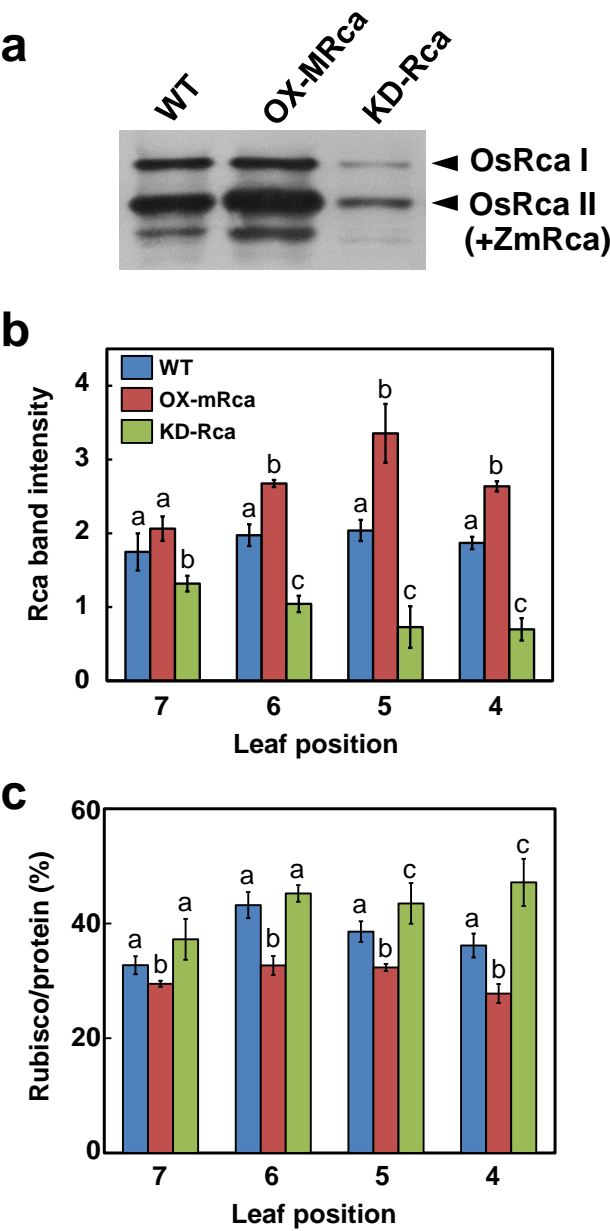 a
WT
OX-MRca
KD-Rca
OsRca I
OsRca II
(+ZmRca)
b
Rca band intensity
4
3
2
1
0
WT
OX-mRca
KD-Rca
a
a
b
a
b
c
a
b
c
a
b
c
7
6
5
4
Leaf position
c
Rubisco/protein (%)
60
40
20
0
a
b
a
a
b
a
a
b
c
a
b
c
7
6
5
4
Leaf position